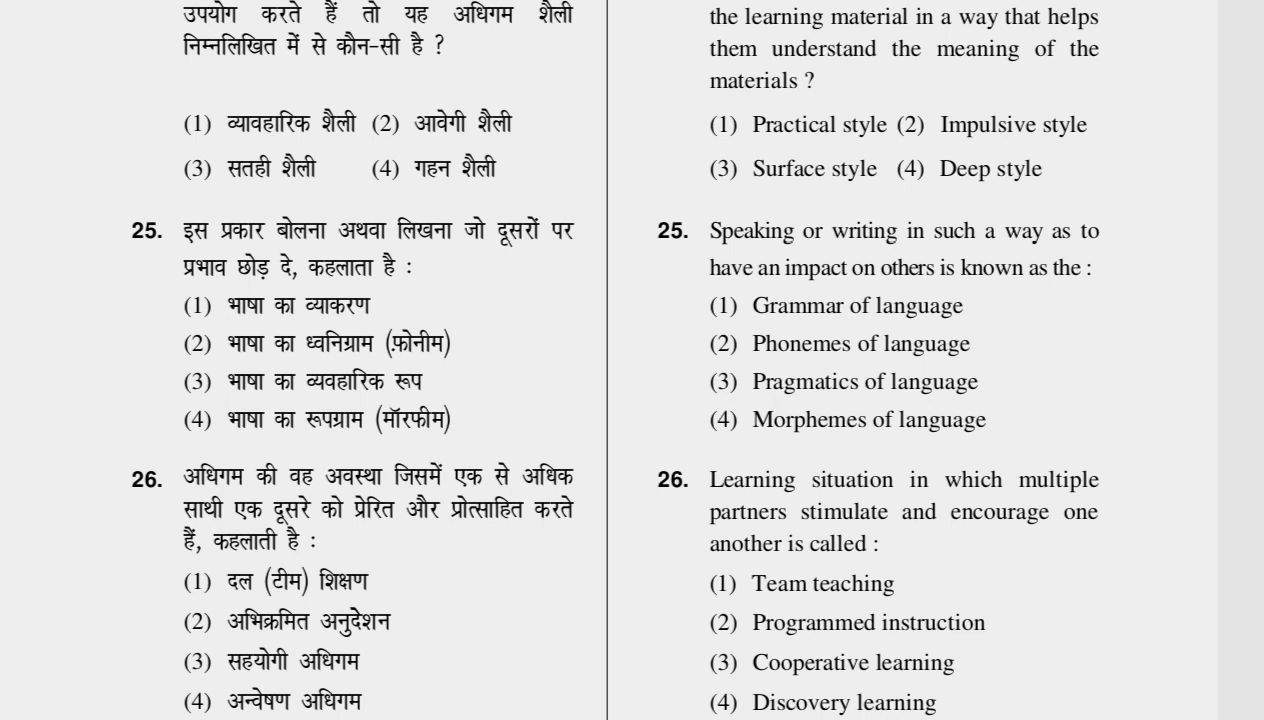 उपयोग करते हैं तो यह अधिगम शैली
निम्नलिखित में से कौन-सी है ?
(1) व्यावहारिक शैली (2) आवेगी शैली
(3) सतही शैली (4) गहन शैली
25. इस प्रकार बोलना अथवा लिखना जो दूसरों पर
प्रभाव छोड़ दे, कहलाता है :
(1) भाषा का व्याकरण
(2) भाषा का ध्वनिग्राम (फ़ोनीम)
(3) भाषा का व्यवहारिक रूप
(4) भाषा का रूपग्राम (मॉरफीम)
26. अधिगम की वह अवस्था जिसमें एक से अधिक
साथी एक दूसरे को प्रेरित और प्रोत्साहित करते
हैं, कहलाती है :
(1) दल (टीम) शिक्षण
(2) अभिक्रमित अनुदेशन
(3) सहयोगी अधिगम
(4) अन्वेषण अधिगम
the learning material in a way that helps
them understand the meaning of the
materials ?
(1) Practical style (2) Impulsive style
(3) Surface style (4) Deep style
25. Speaking or writing in such a way as to
have an impact on others is known as the :
(1) Grammar of language
(2) Phonemes of language
(3) Pragmatics of language
(4) Morphemes of language
26. Learning situation in which multiple
partners stimulate and encourage one
another is called :
(1) Team teaching
(2) Programmed instruction
(3) Cooperative learning
(4) Discovery learning